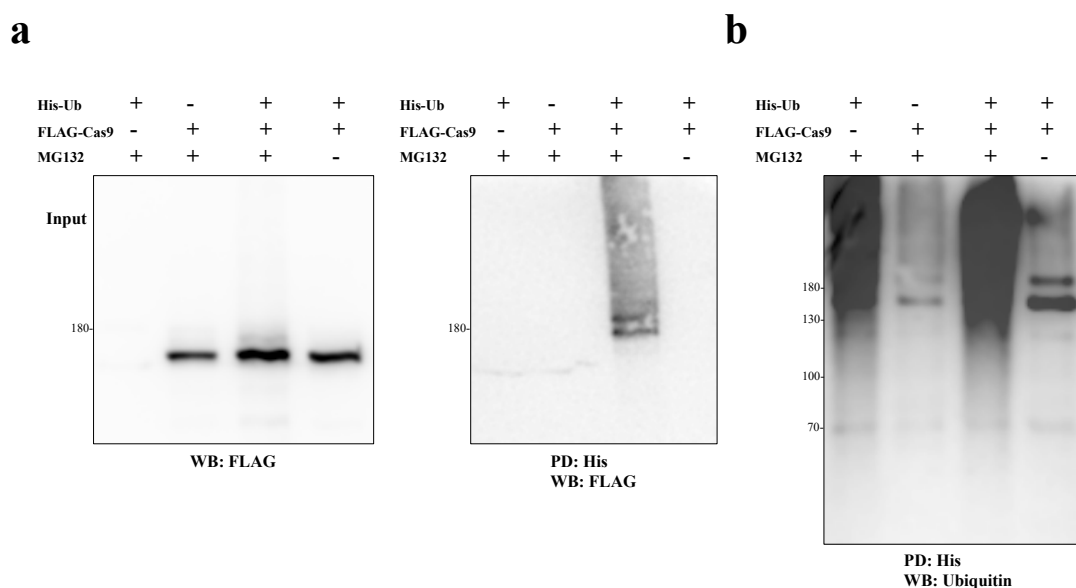 a
His-Ub + - + +
FLAG-Cas9 - + + +
MG132 + + + -
Input
180
WB: FLAG
His-Ub + - + +
FLAG-Cas9 - + + +
MG132 + + + -
180
PD: His
WB: FLAG
b
His-Ub + - + +
FLAG-Cas9 - + + +
MG132 + + + -
180
130
100
70
PD: His
WB: Ubiquitin